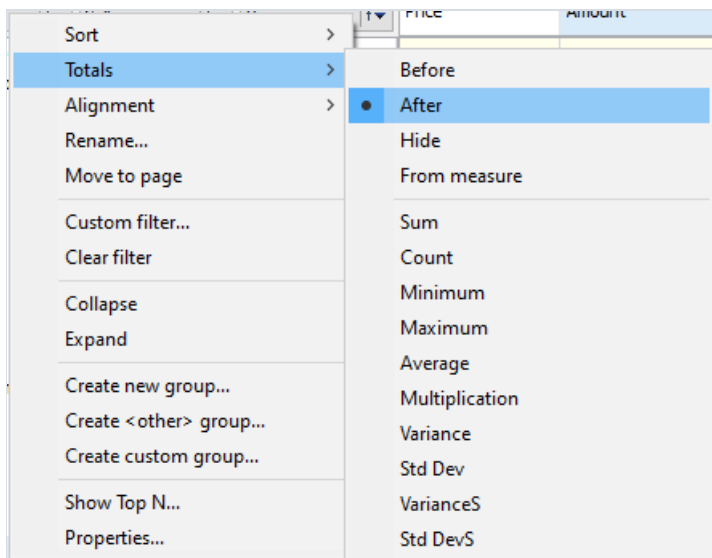 Price
Amount
Sort
Totals
Alignment
Rename...
Move to page
Custom filter...
Clear filter
Collapse
Expand
Create new group...
Create <other> group...
Create custom group...
Show Top N...
Properties...
Before
After
Hide
From measure
Sum
Count
Minimum
Maximum
Average
Multiplication
Variance
Std Dev
VarianceS
Std DevS